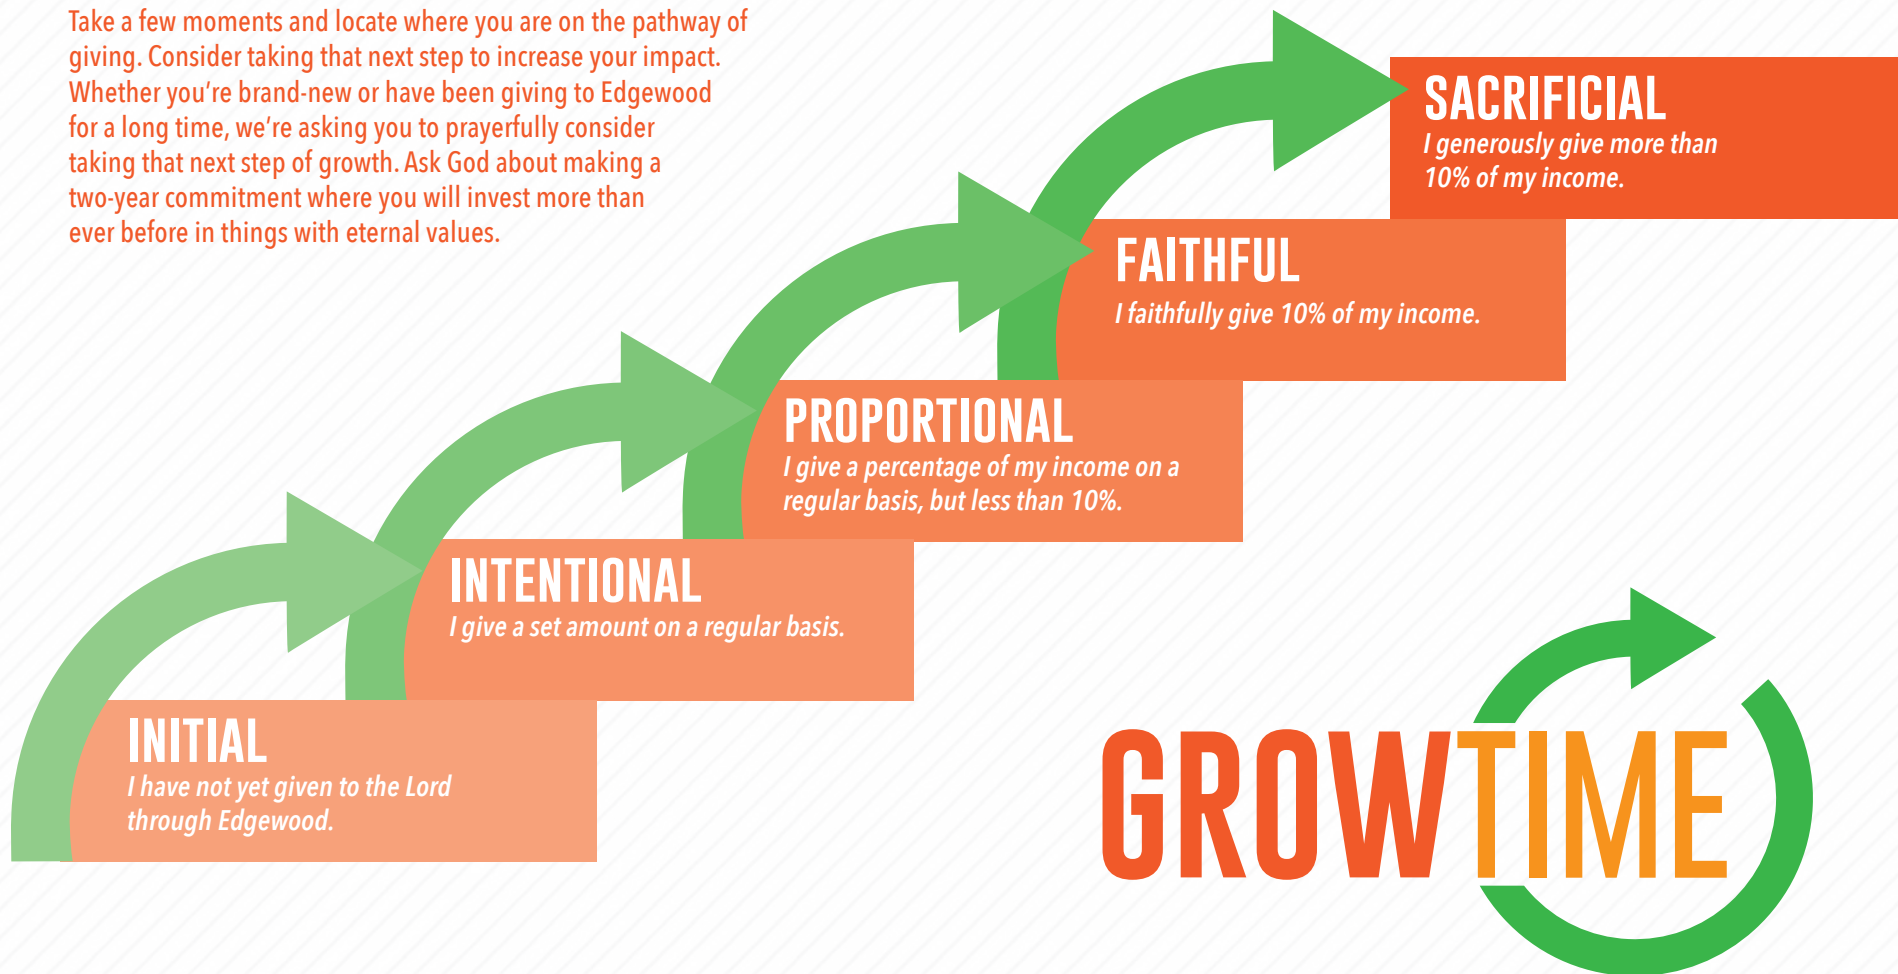 Take a few moments and locate where you are on the pathway of
giving. Consider taking that next step to increase your impact.
Whether you’re brand-new or have been giving to Edgewood
for a long time, we’re asking you to prayerfully consider
taking that next step of growth. Ask God about making a
two-year commitment where you will invest more than
ever before in things with eternal values.
SACRIFICIAL
I generously give more than
10% of my income.
FAITHFUL
I faithfully give 10% of my income.
PROPORTIONAL
I give a percentage of my income on a
regular basis, but less than 10%.
INTENTIONAL
I give a set amount on a regular basis.
INITIAL
I have not yet given to the Lord
through Edgewood.
GROWTIME